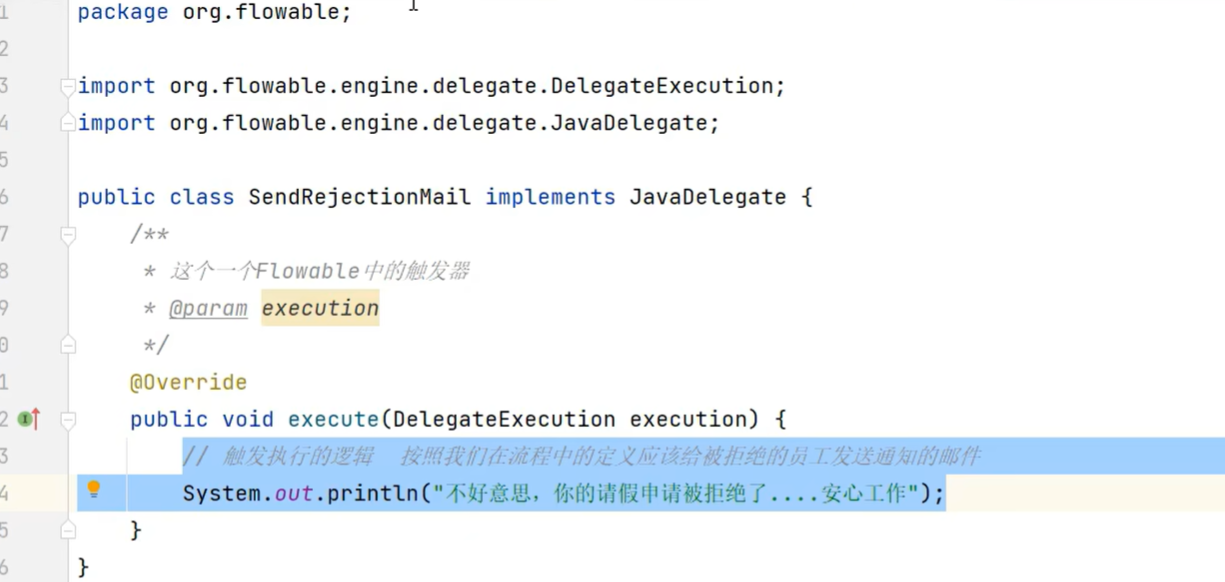 1 package org.flowable;
2
3 import org.flowable.engine.delegate.DelegateExecution;
4 import org.flowable.engine.delegate.JavaDelegate;
5
6 public class SendRejectionMail implements JavaDelegate {
7 /**
8 * 这个一个Flowable中的触发器
9 * @param execution
0 */
1 @Override
2 public void execute(DelegateExecution execution) {
3 // 触发执行的逻辑 按照我们在流程中的定义应该给被拒绝的员工发送通知的邮件
4 System.out.println("不好意思，你的请假申请被拒绝了....安心工作");
5 }
6 }